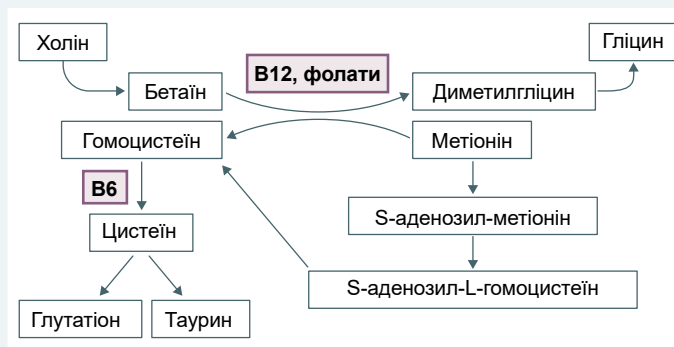 Холін
Гліцин
B12, фолати
Бетаїн
Диметилгліцин
Гомоцистеїн
Метіонін
B6
S-аденозил-метіонін
Цистеїн
S-аденозил-L-гомоцистеїн
Глутатіон
Таурин